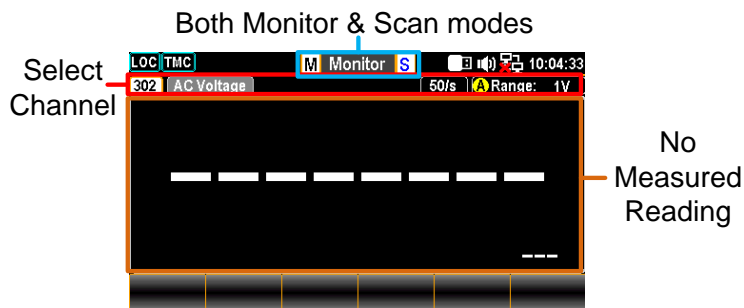 Both Monitor & Scan modes
LOC TMC M Monitor S 10:04:33
Select
Channel
302 AC Voltage 50/s A Range: 1V
No
Measured
Reading